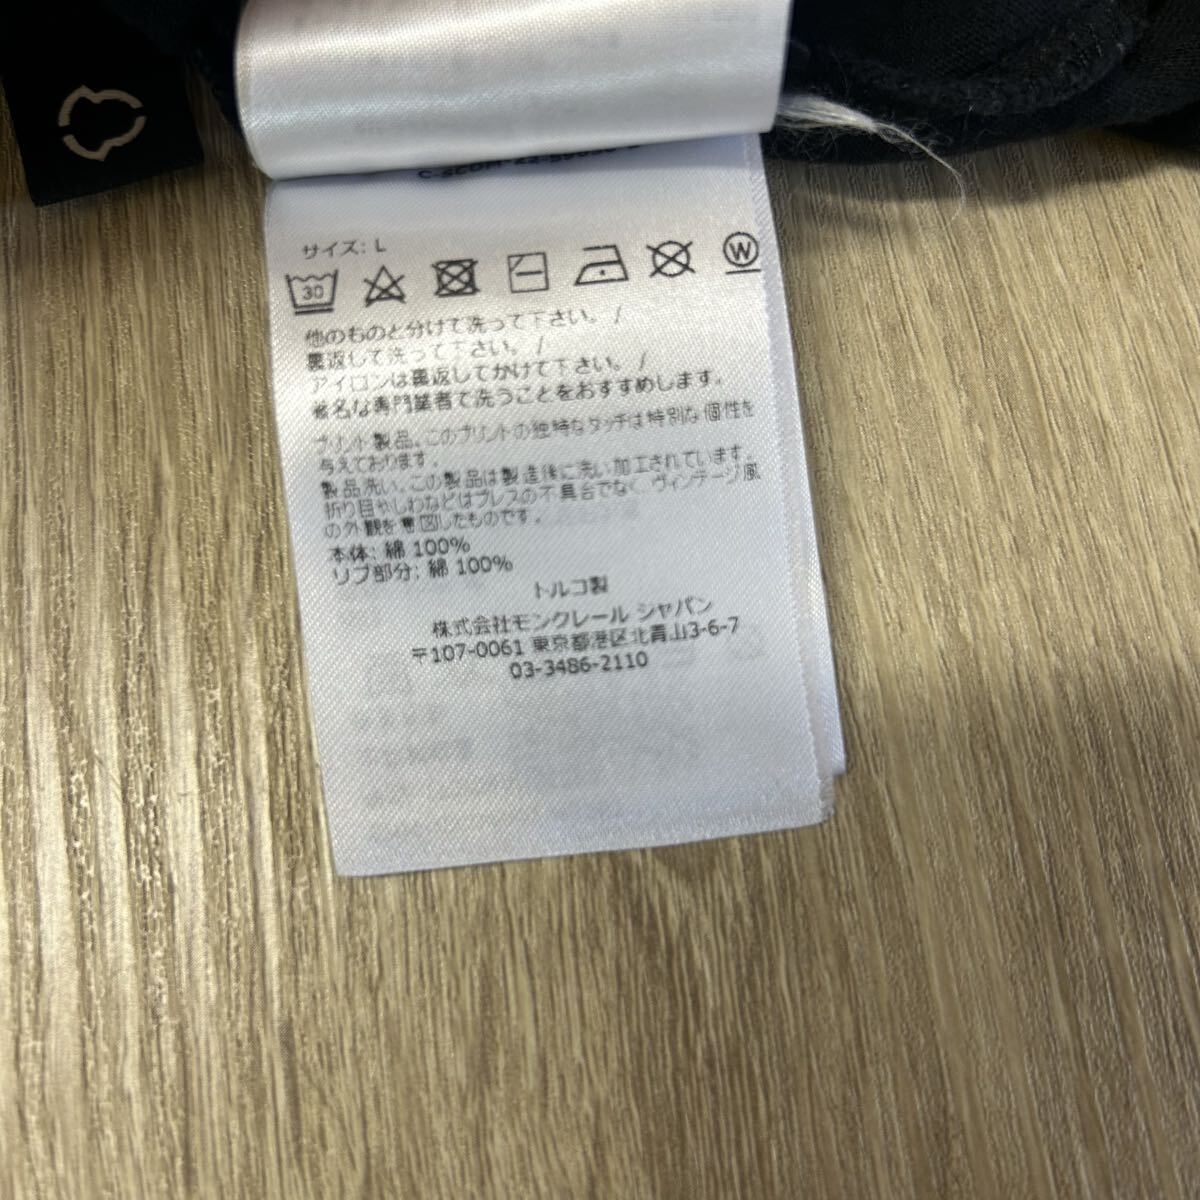 サイズ: L
30
W
他のものと分けて洗って下さい。 /
裏返して洗って下さい。 /
アイロンは裏返してかけて下さい。 /
著名な専門業者で洗うことをおすすめします。
プリント製品。このプリントの独特なタッチは特別な個性を
与えております。
製品洗い。この製品は製造後に洗い加工されています。
折り目やしわなどはプレスの不具合でなく、ヴィンテージ風
の外観を意図したものです。
本体: 綿 100%
リブ部分: 綿 100%
トルコ製
株式会社モンクレール ジャパン
〒107-0061 東京都港区北青山3-6-7
03-3486-2110